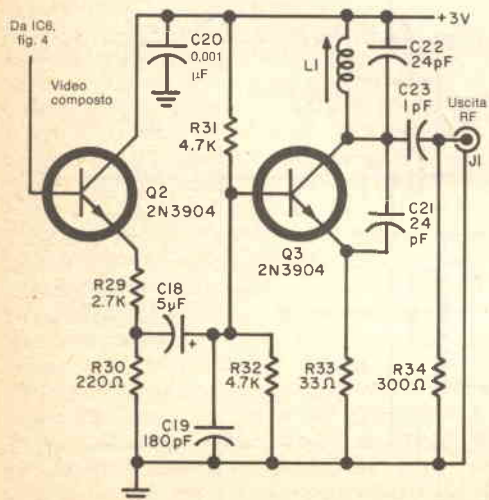 Da IC6,
fig. 4
Video
composto
C20
0,001
µF
+3V
L1
C22
24pF
C23
1pF
Uscita
RF
J1
R31
4.7K
Q2
2N3904
Q3
2N3904
C21
24
pF
R29
2.7K
C18
5µF
+
R30
220Ω
R32
4.7K
R33
33Ω
R34
300Ω
C19
180pF